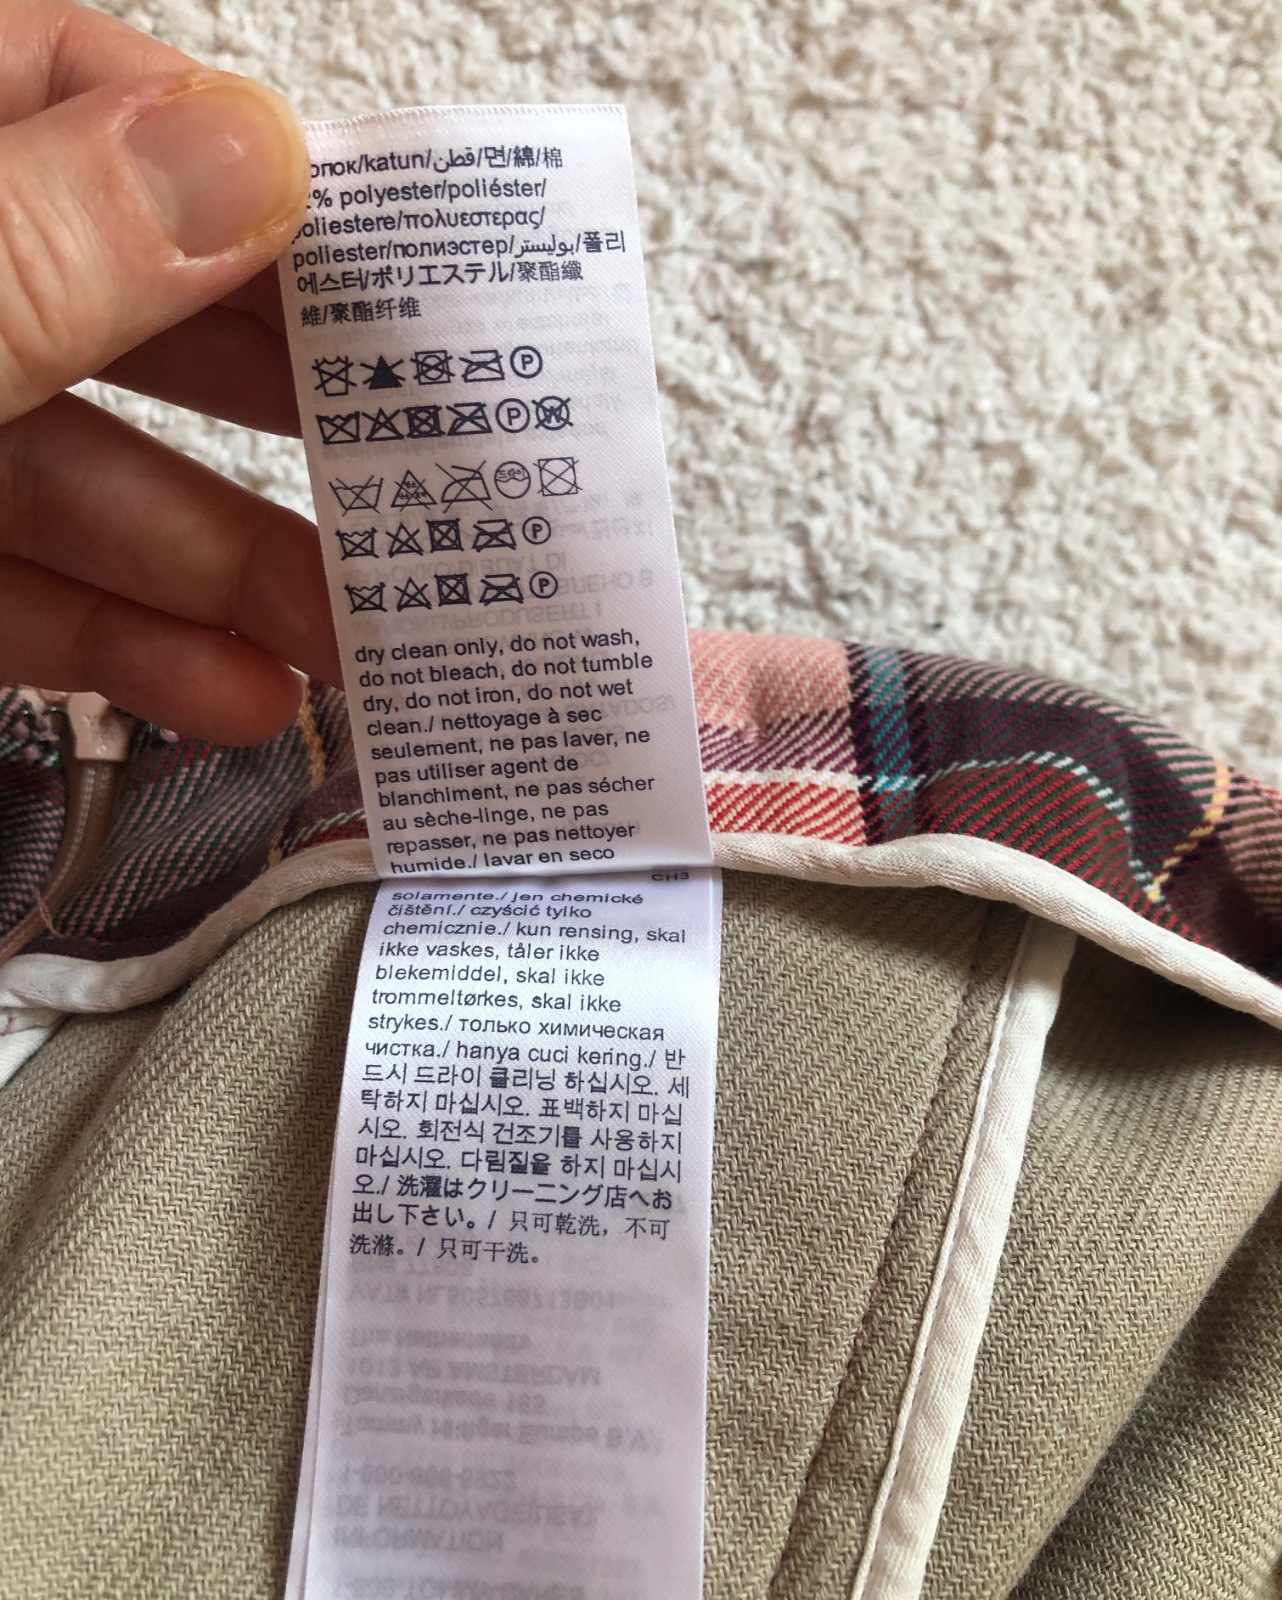 /katun/قطن/면/綿/棉
% polyester/poliéster/
poliestere/πολυεστερας/
poliester/полиэстер/بوليستر/폴리
에스터/ポリエステル/聚酯纖
維/聚酯纤维
P
P W
드라이
P
P
dry clean only, do not wash,
do not bleach, do not tumble
dry, do not iron, do not wet
clean./ nettoyage à sec
seulement, ne pas laver, ne
pas utiliser agent de
blanchiment, ne pas sécher
au sèche-linge, ne pas
repasser, ne pas nettoyer
humide./ lavar en seco
CH3
solamente./ jen chemické
čištění./ czyścić tylko
chemicznie./ kun rensing, skal
ikke vaskes, tåler ikke
blekemiddel, skal ikke
trommeltørkes, skal ikke
strykes./ только химическая
чистка./ hanya cuci kering./ 반
드시 드라이 클리닝 하십시오. 세
탁하지 마십시오. 표백하지 마십
시오. 회전식 건조기를 사용하지
마십시오. 다림질을 하지 마십시
오./ 洗濯はクリーニング店へお
出し下さい。/ 只可乾洗，不可
洗滌。/ 只可干洗。